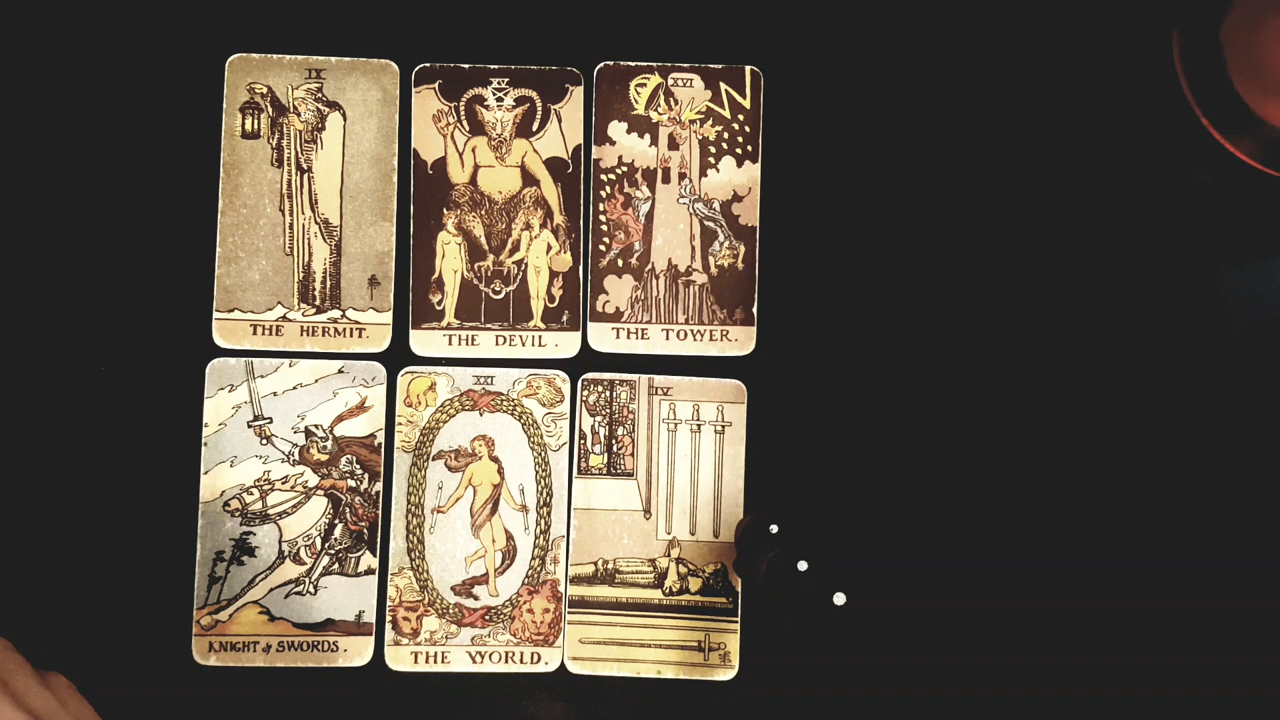 IX
THE HERMIT.
XV
THE DEVIL.
XVI
THE TOWER.
KNIGHT of SWORDS.
XXI
THE WORLD.
IV